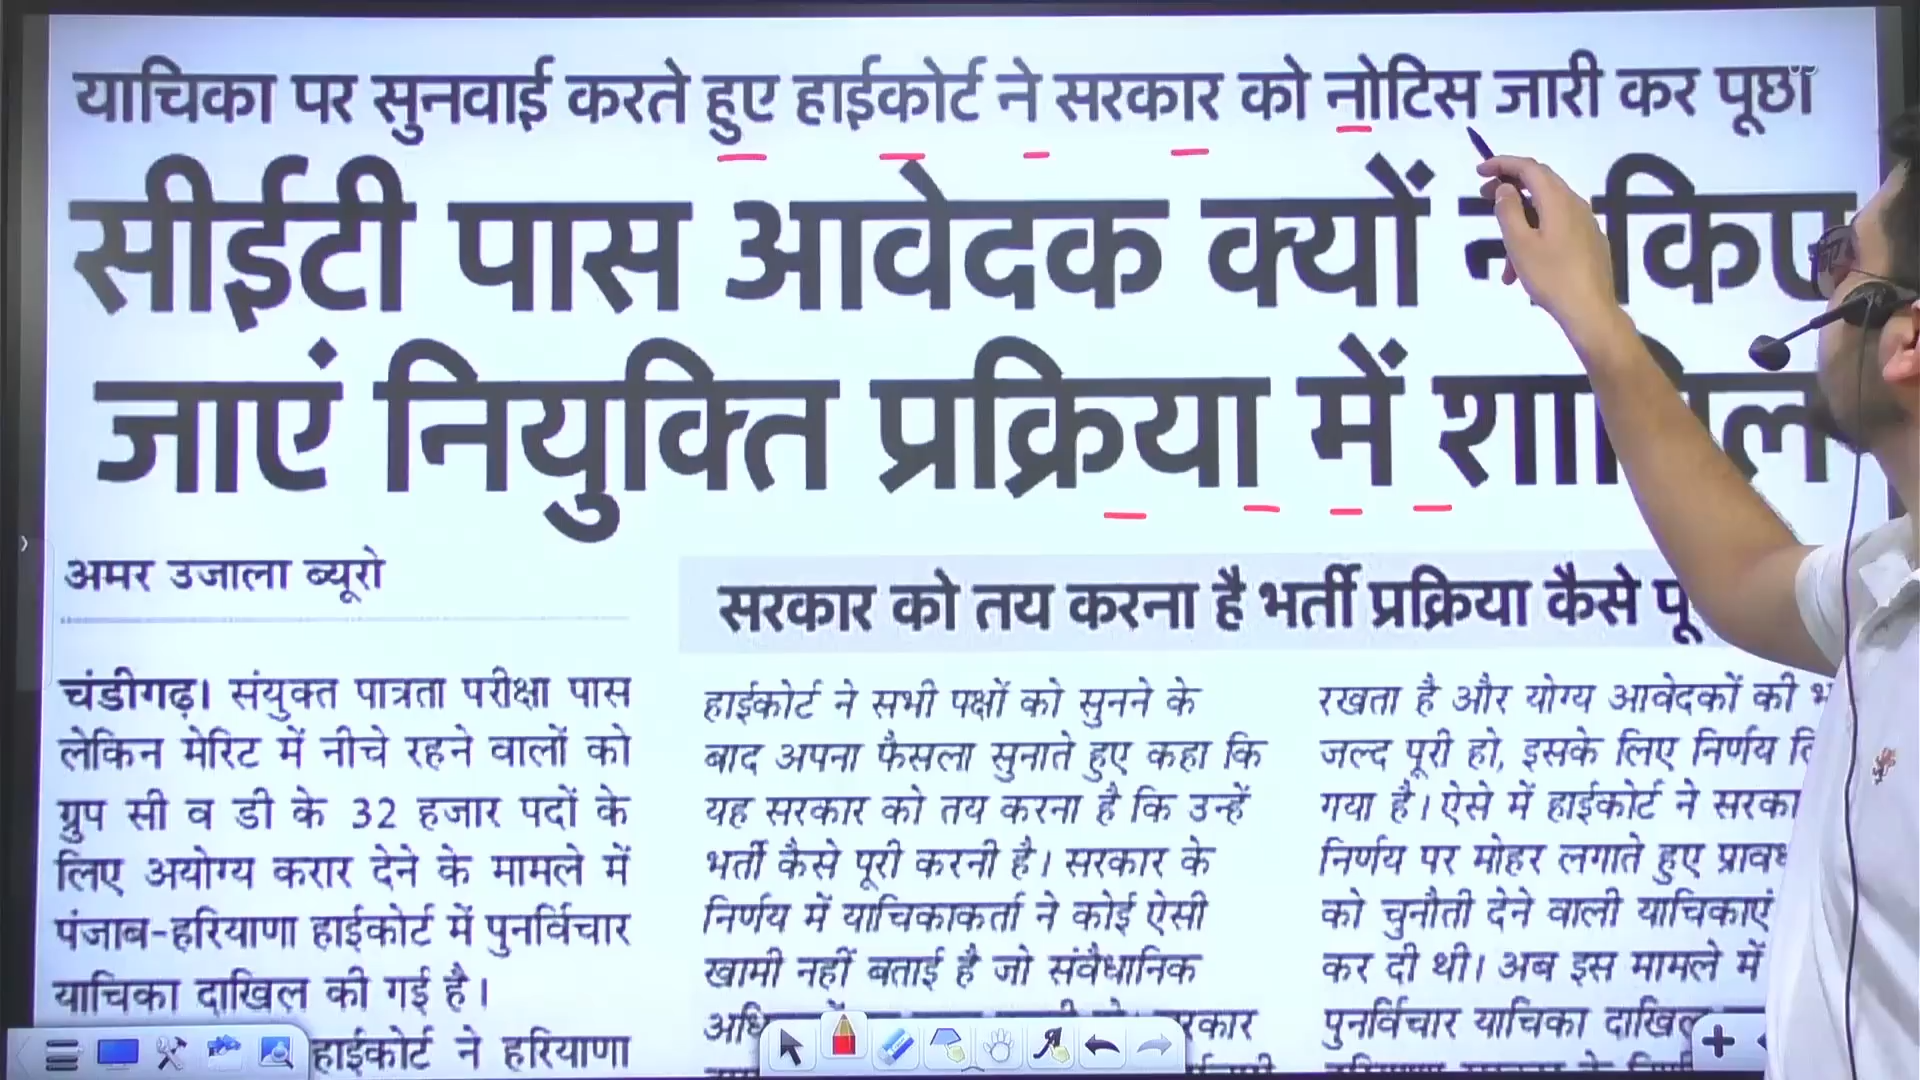 याचिका पर सुनवाई करते हुए हाईकोर्ट ने सरकार को नोटिस जारी कर पूछा
सीईटी पास आवेदक क्यों न किए
जाएं नियुक्ति प्रक्रिया में
अमर उजाला ब्यूरो
चंडीगढ़। संयुक्त पात्रता परीक्षा पास
लेकिन मेरिट में नीचे रहने वालों को
ग्रुप सी व डी के 32 हजार पदों के
लिए अयोग्य करार देने के मामले में
पंजाब-हरियाणा हाईकोर्ट में पुनर्विचार
याचिका दाखिल की गई है।
हाईकोर्ट ने हरियाणा
सरकार को तय करना है भर्ती प्रक्रिया कैसे
हाईकोर्ट ने सभी पक्षों को सुनने के
बाद अपना फैसला सुनाते हुए कहा कि
यह सरकार को तय करना है कि उन्हें
भर्ती कैसे पूरी करनी है। सरकार के
निर्णय में याचिकाकर्ता ने कोई ऐसी
खामी नहीं बताई है जो संवैधानिक
रखता है और योग्य आवेदकों की
जल्द पूरी हो, इसके लिए निर्णय
गया है। ऐसे में हाईकोर्ट ने
निर्णय पर मोहर लगाते हुए
को चुनौती देने वाली याचिकाएं
कर दी थी। अब इस मामले में
पुनर्विचार याचिका